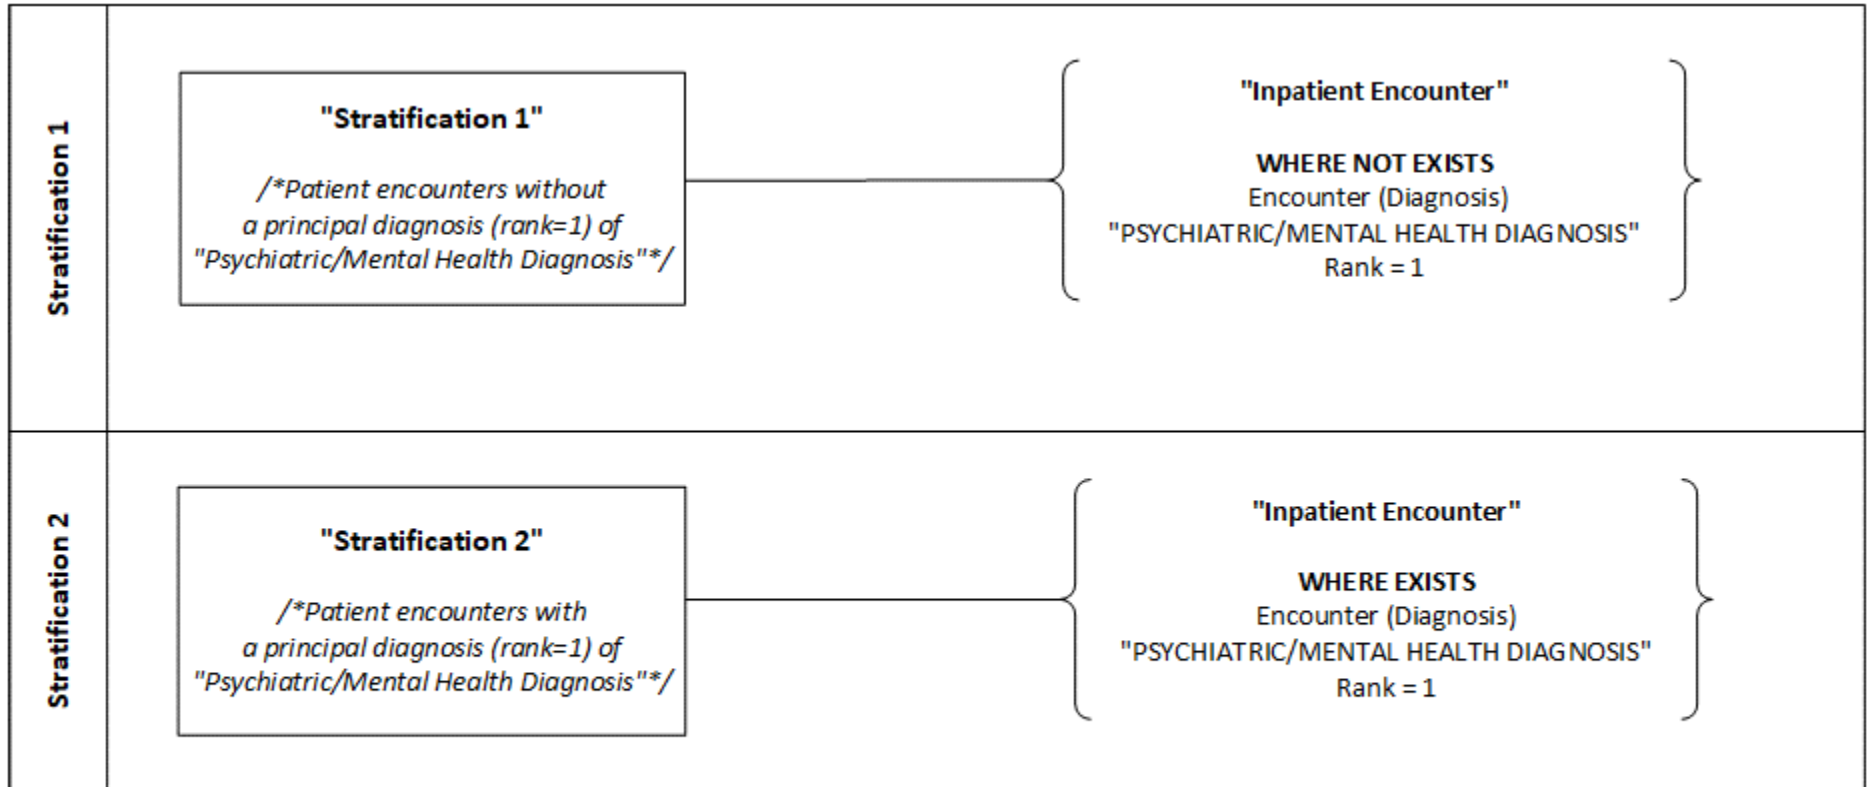 Stratification 1
"Stratification 1"
/*Patient encounters without
a principal diagnosis (rank=1) of
"Psychiatric/Mental Health Diagnosis"*/
"Inpatient Encounter"
WHERE NOT EXISTS
Encounter (Diagnosis)
"PSYCHIATRIC/MENTAL HEALTH DIAGNOSIS"
Rank = 1
Stratification 2
"Stratification 2"
/*Patient encounters with
a principal diagnosis (rank=1) of
"Psychiatric/Mental Health Diagnosis"*/
"Inpatient Encounter"
WHERE EXISTS
Encounter (Diagnosis)
"PSYCHIATRIC/MENTAL HEALTH DIAGNOSIS"
Rank = 1